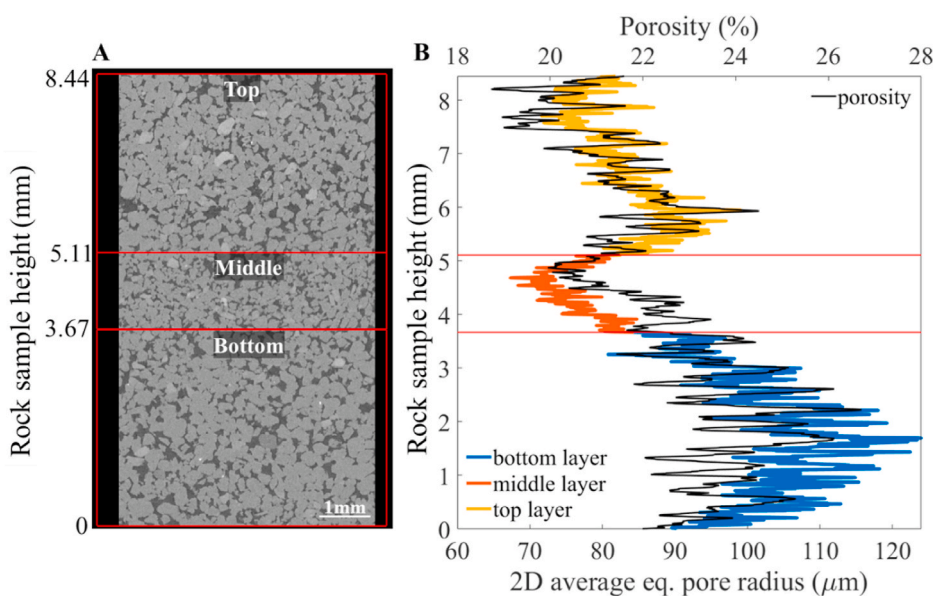 A
8.44
Top
5.11
Middle
3.67
Bottom
0
1mm
Rock sample height (mm)
B
Porosity (%)
18 20 22 24 26 28
porosity
8
7
6
5
4
3
2
1
0
Rock sample height (mm)
bottom layer
middle layer
top layer
60 70 80 90 100 110 120
2D average eq. pore radius (μm)